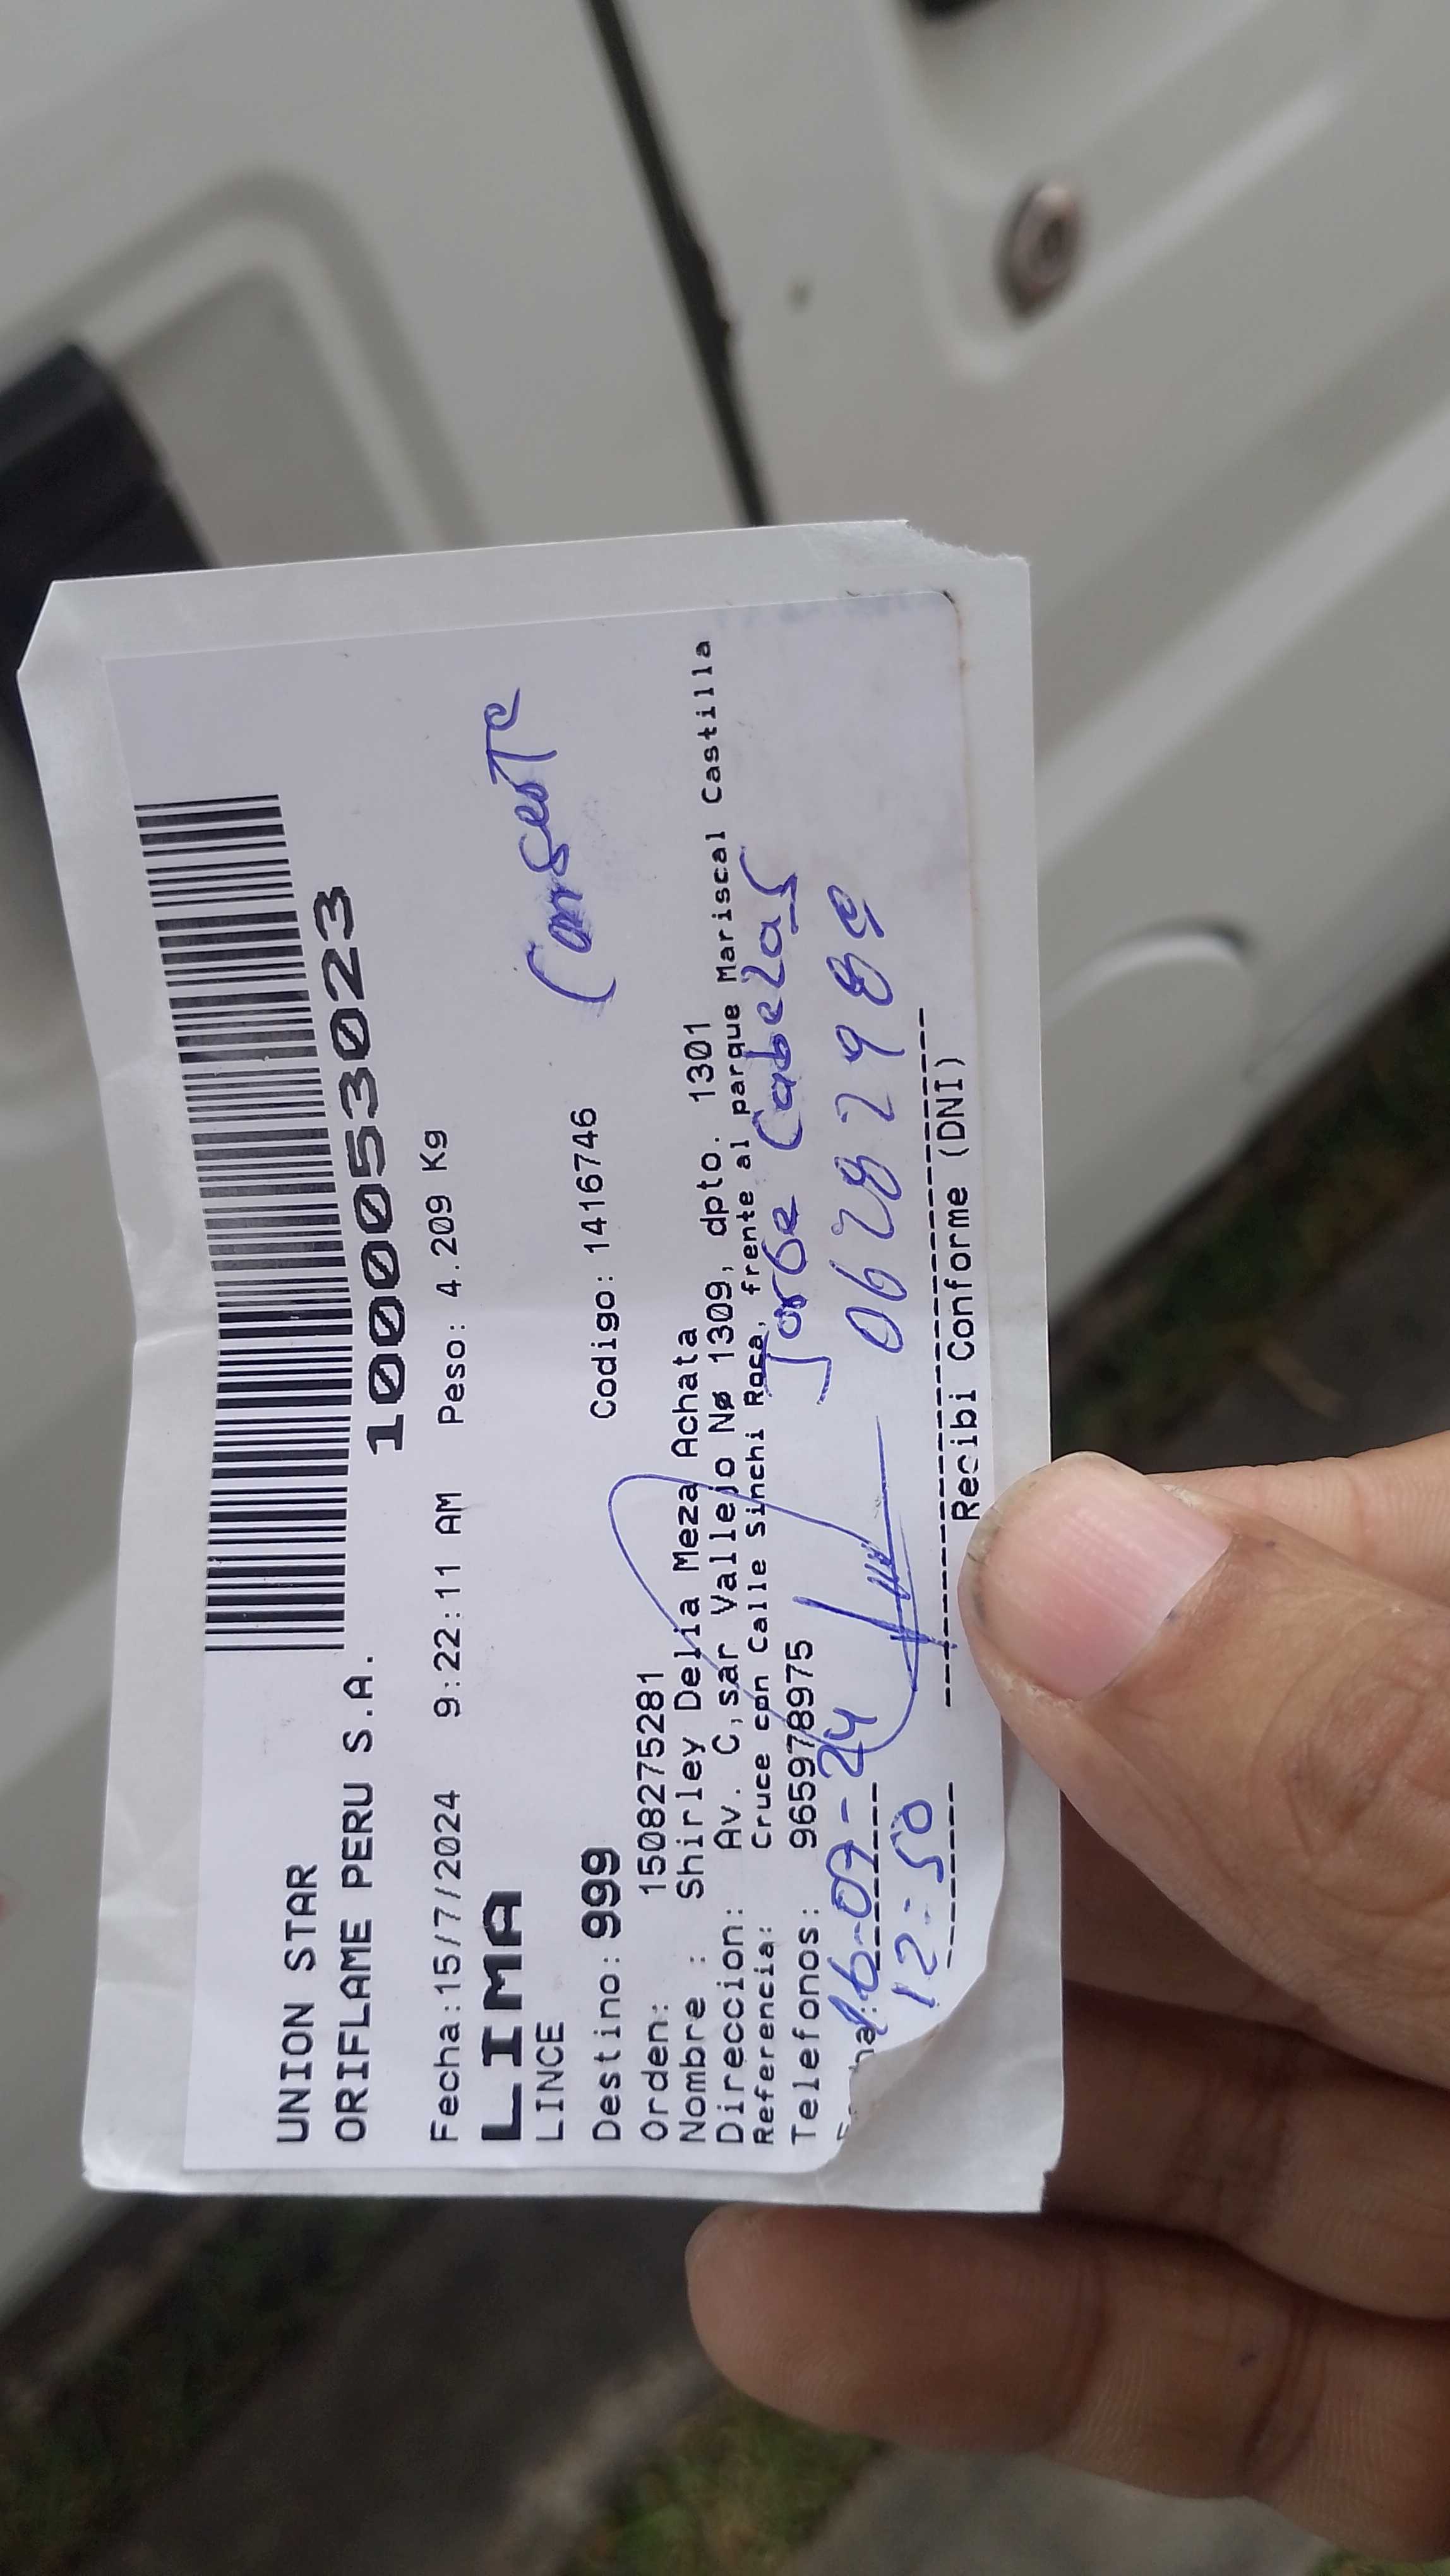 UNION STAR
ORIFLAME PERU S.A.
1000053023
Fecha:15/7/2024 9:22:11 AM Peso: 4.209 Kg
LIMA
LINCE
Destino: 999 Codigo: 1416746
Orden: 1508275281
Nombre : Shirley Delia Meza Achata
Direccion: Av. C,sar Vallejo Nø 1309, dpto. 1301
Referencia: Cruce con Calle Sinchi Roca, frente al parque Mariscal Castilla
Telefonos: 965978975
Jorge Cabezas
16-07-24
12:50
Recibi Conforme (DNI)